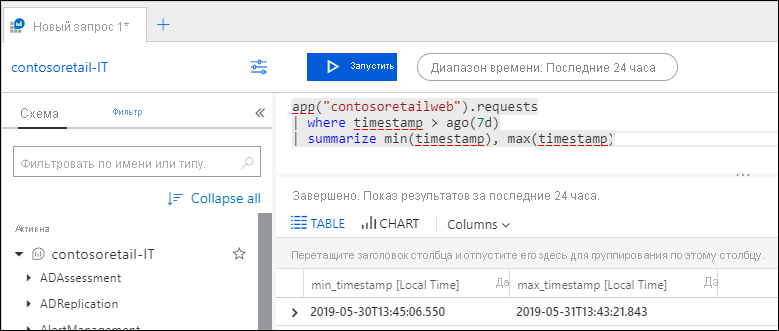 Новый запрос 1*
contosoretail-IT
Запустить
Диапазон времени: Последние 24 часа
Схема
Фильтр
app("contosoretailweb").requests
| where timestamp > ago(7d)
| summarize min(timestamp), max(timestamp)
Фильтровать по имени или типу.
Collapse all
Завершено. Показ результатов за последние 24 часа.
TABLE
CHART
Columns
Активна
contosoretail-IT
ADAssessment
ADReplication
AlertManagement
Перетащите заголовок столбца и отпустите его здесь для группирования по этому столбцу.
min_timestamp [Local Time]
max_timestamp [Local Time]
2019-05-30T13:45:06.550
2019-05-31T13:43:21.843